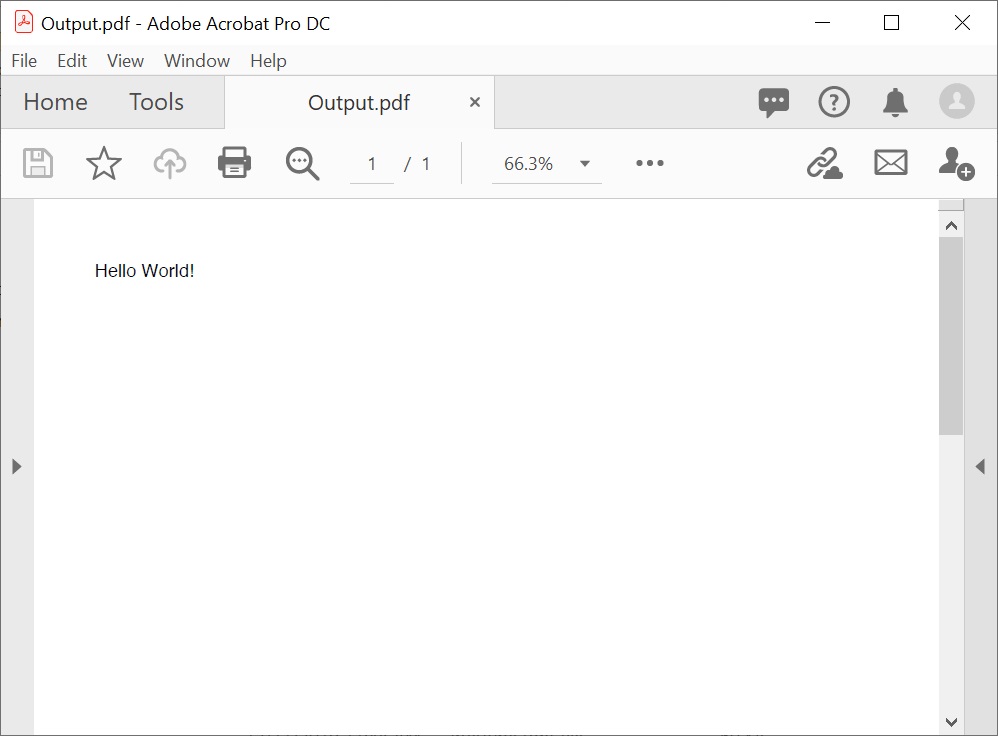 Output.pdf - Adobe Acrobat Pro DC
File Edit View Window Help
Home Tools Output.pdf ×
1 / 1 66.3%
Hello World!